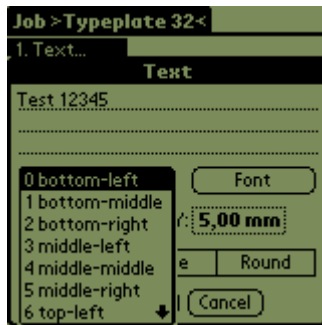 Job >Typeplate 32<
1. Text...
Text
Test 12345
0 bottom-left
Font
1 bottom-middle
2 bottom-right
5,00 mm
3 middle-left
4 middle-middle
e Round
5 middle-right
6 top-left
Cancel